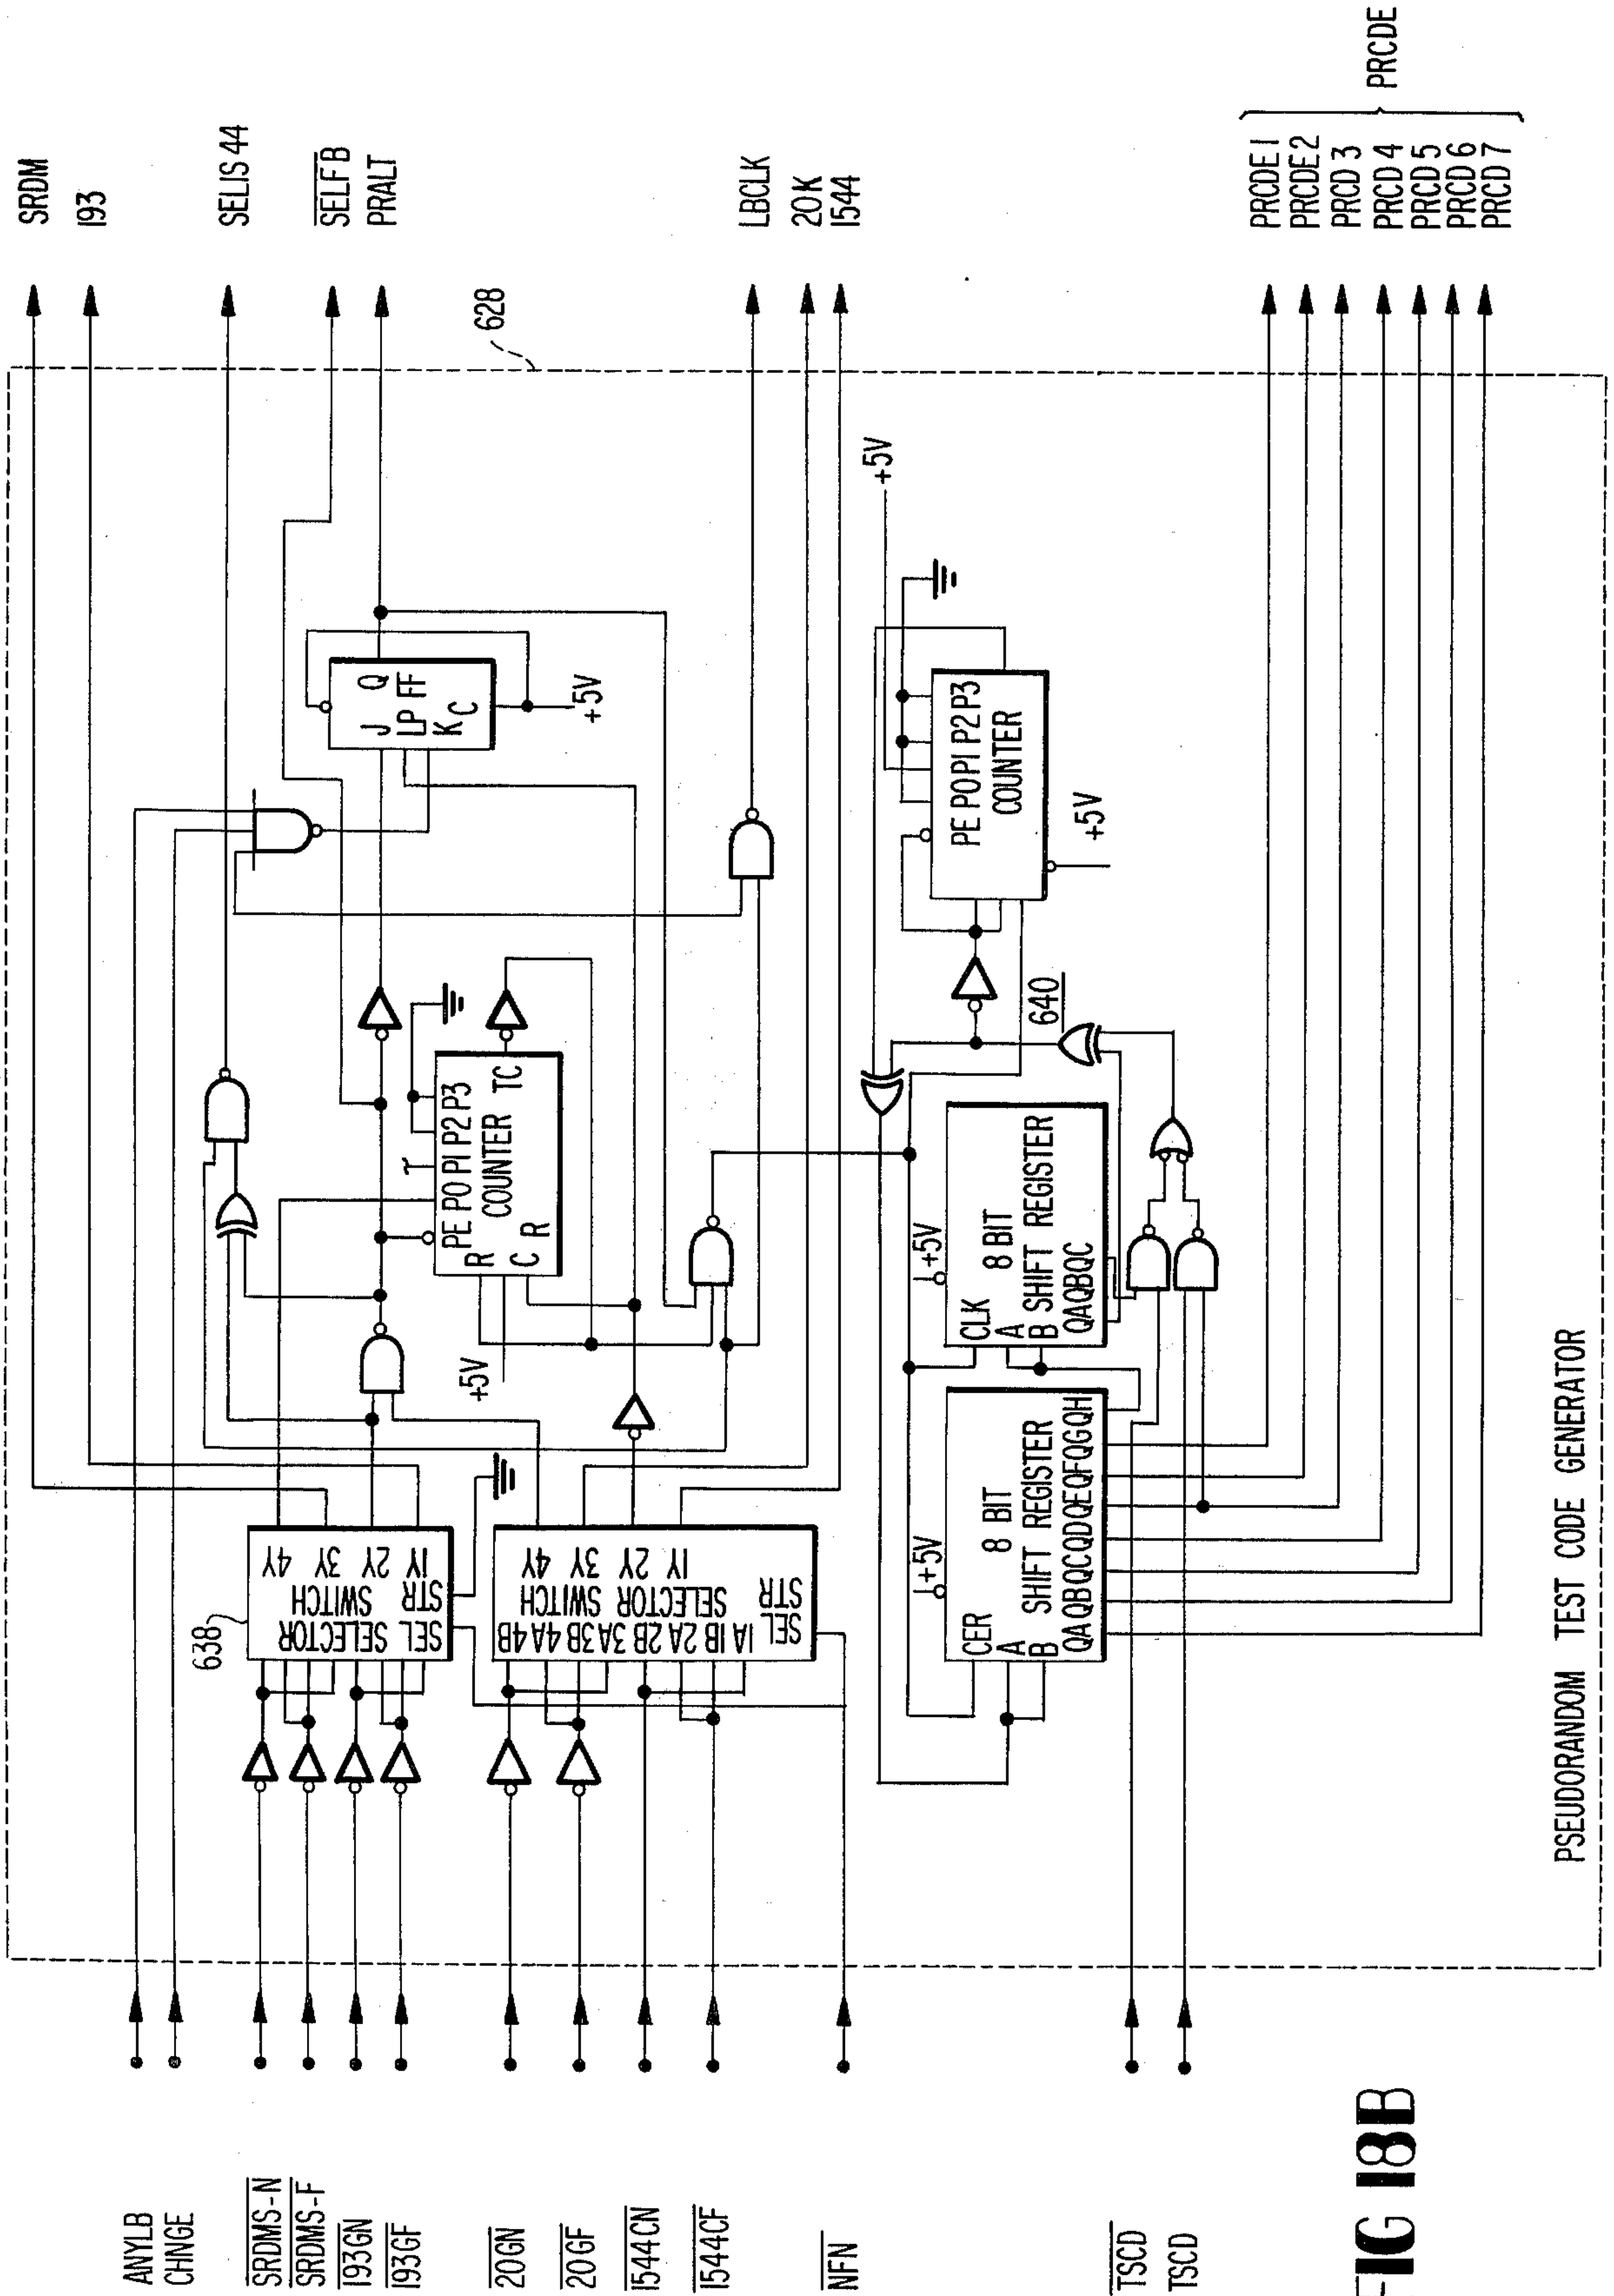 ANYLB
CHNGE
SRDMS-N
SRDMS-F
193GN
193GF
20GN
20GF
1544CN
1544CF
NFN
TSCD
TSCD
FIG 18B
638
SELECTOR
SWITCH
4Y 3Y 2Y 1Y
SEL STR
4B 4A 3B 3A 2B 2A 1B 1A
SWITCH SELECTOR
4Y 3Y 2Y 1Y
SEL STR
+5V
PE P0 P1 P2 P3
COUNTER
R C R TC
J Q
LP FF
K C
+5V
+5V
CER
A
B
8 BIT
SHIFT REGISTER
QA QB QC QD QE QF QG QH
+5V
CLK
A
B
8 BIT
SHIFT REGISTER
QA QB QC
640
PE P0 P1 P2 P3
COUNTER
+5V
+5V
628
PSEUDORANDOM TEST CODE GENERATOR
SRDM
193
SELIS44
SELFB
PRALT
LBCLK
20K
1544
PRCDE 1
PRCDE 2
PRCD 3
PRCD 4
PRCD 5
PRCD 6
PRCD 7
PRCDE